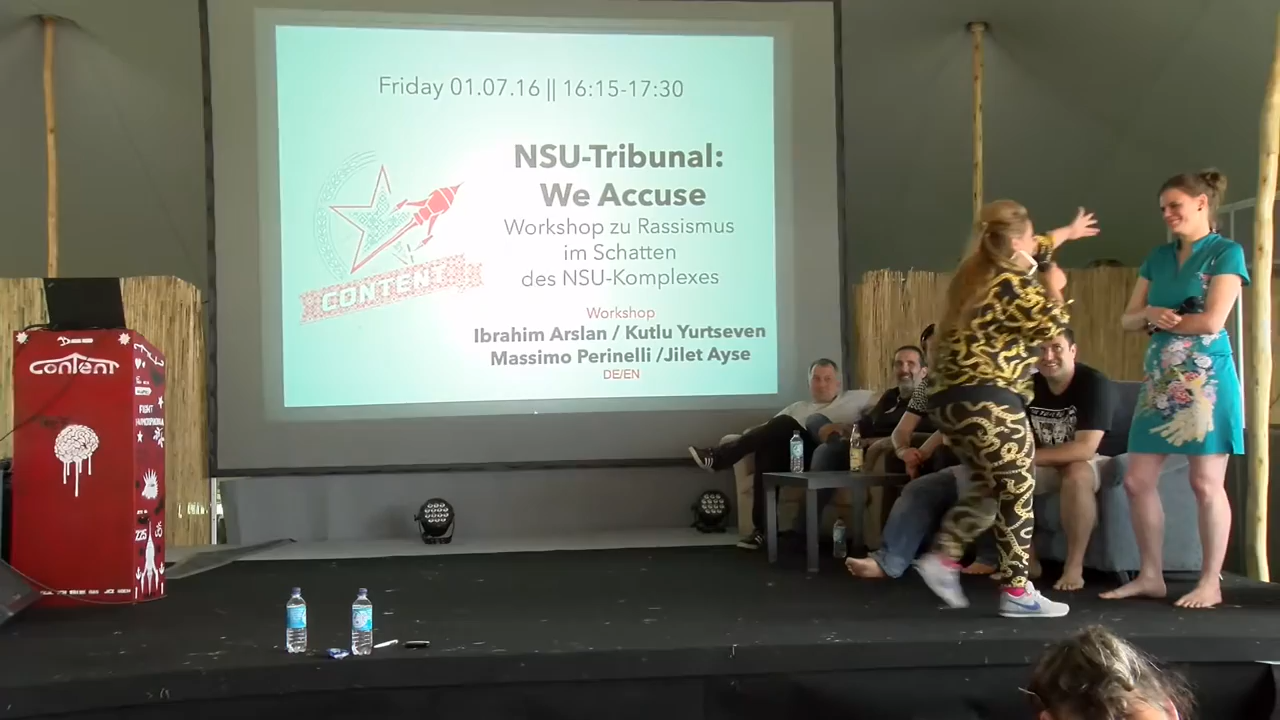 Friday 01.07.16 || 16:15-17:30
NSU-Tribunal:
We Accuse
Workshop zu Rassismus
im Schatten
des NSU-Komplexes
Workshop
Ibrahim Arslan / Kutlu Yurtseven
Massimo Perinelli /Jilet Ayse
DE/EN
CONTENT
content
FIGHT